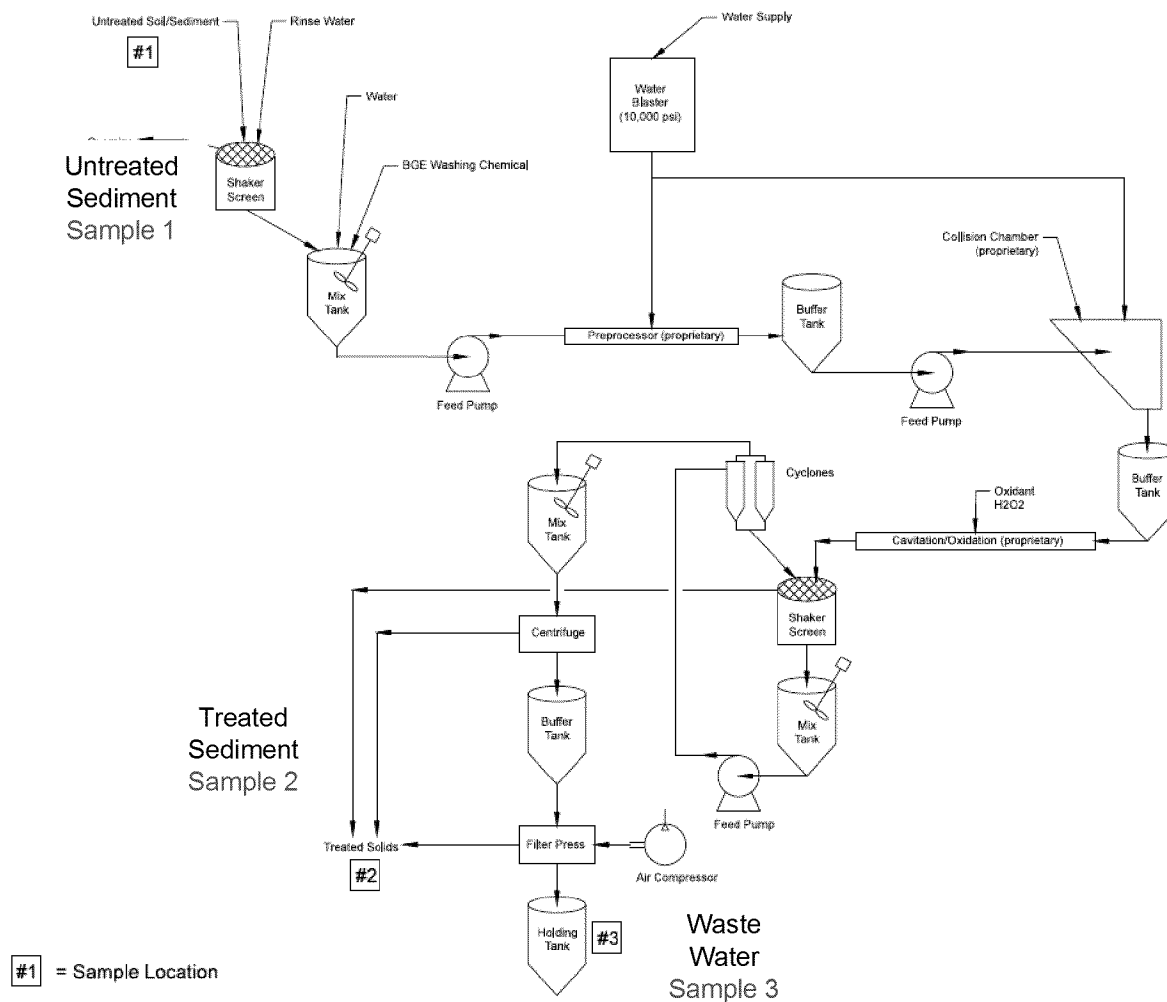 Untreated Soil/Sediment
Rinse Water
#1
Water Supply
Water
Blaster
(10,000 psi)
Water
BGE Washing Chemical
Untreated
Sediment
Sample 1
Shaker
Screen
Mix
Tank
Collision Chamber
(proprietary)
Buffer
Tank
Preprocessor (proprietary)
Feed Pump
Feed Pump
Buffer
Tank
Oxidant
H2O2
Cavitation/Oxidation (proprietary)
Cyclones
Mix
Tank
Shaker
Screen
Centrifuge
Buffer
Tank
Mix
Tank
Treated
Sediment
Sample 2
Feed Pump
Treated Solids
#2
Filter Press
Air Compressor
Holding
Tank
#3
Waste
Water
Sample 3
#1 = Sample Location